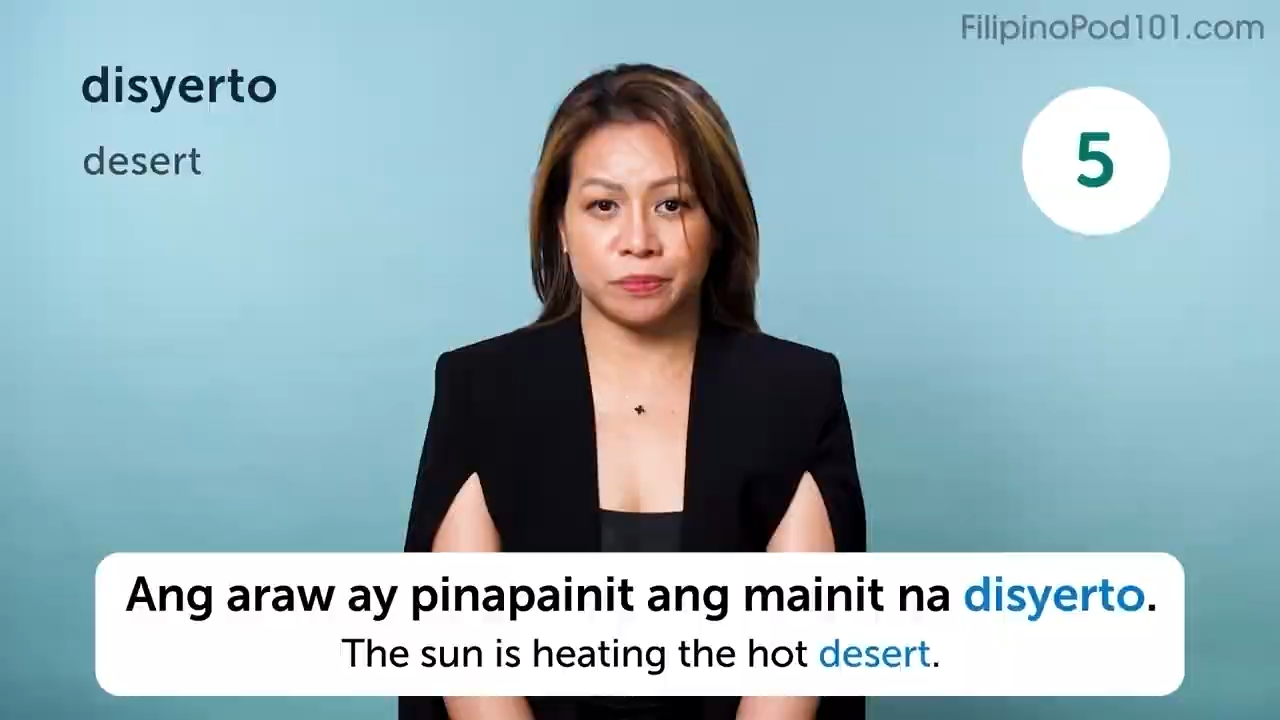 FilipinoPod101.com
disyerto
desert
5
Ang araw ay pinapainit ang mainit na disyerto.
The sun is heating the hot desert.